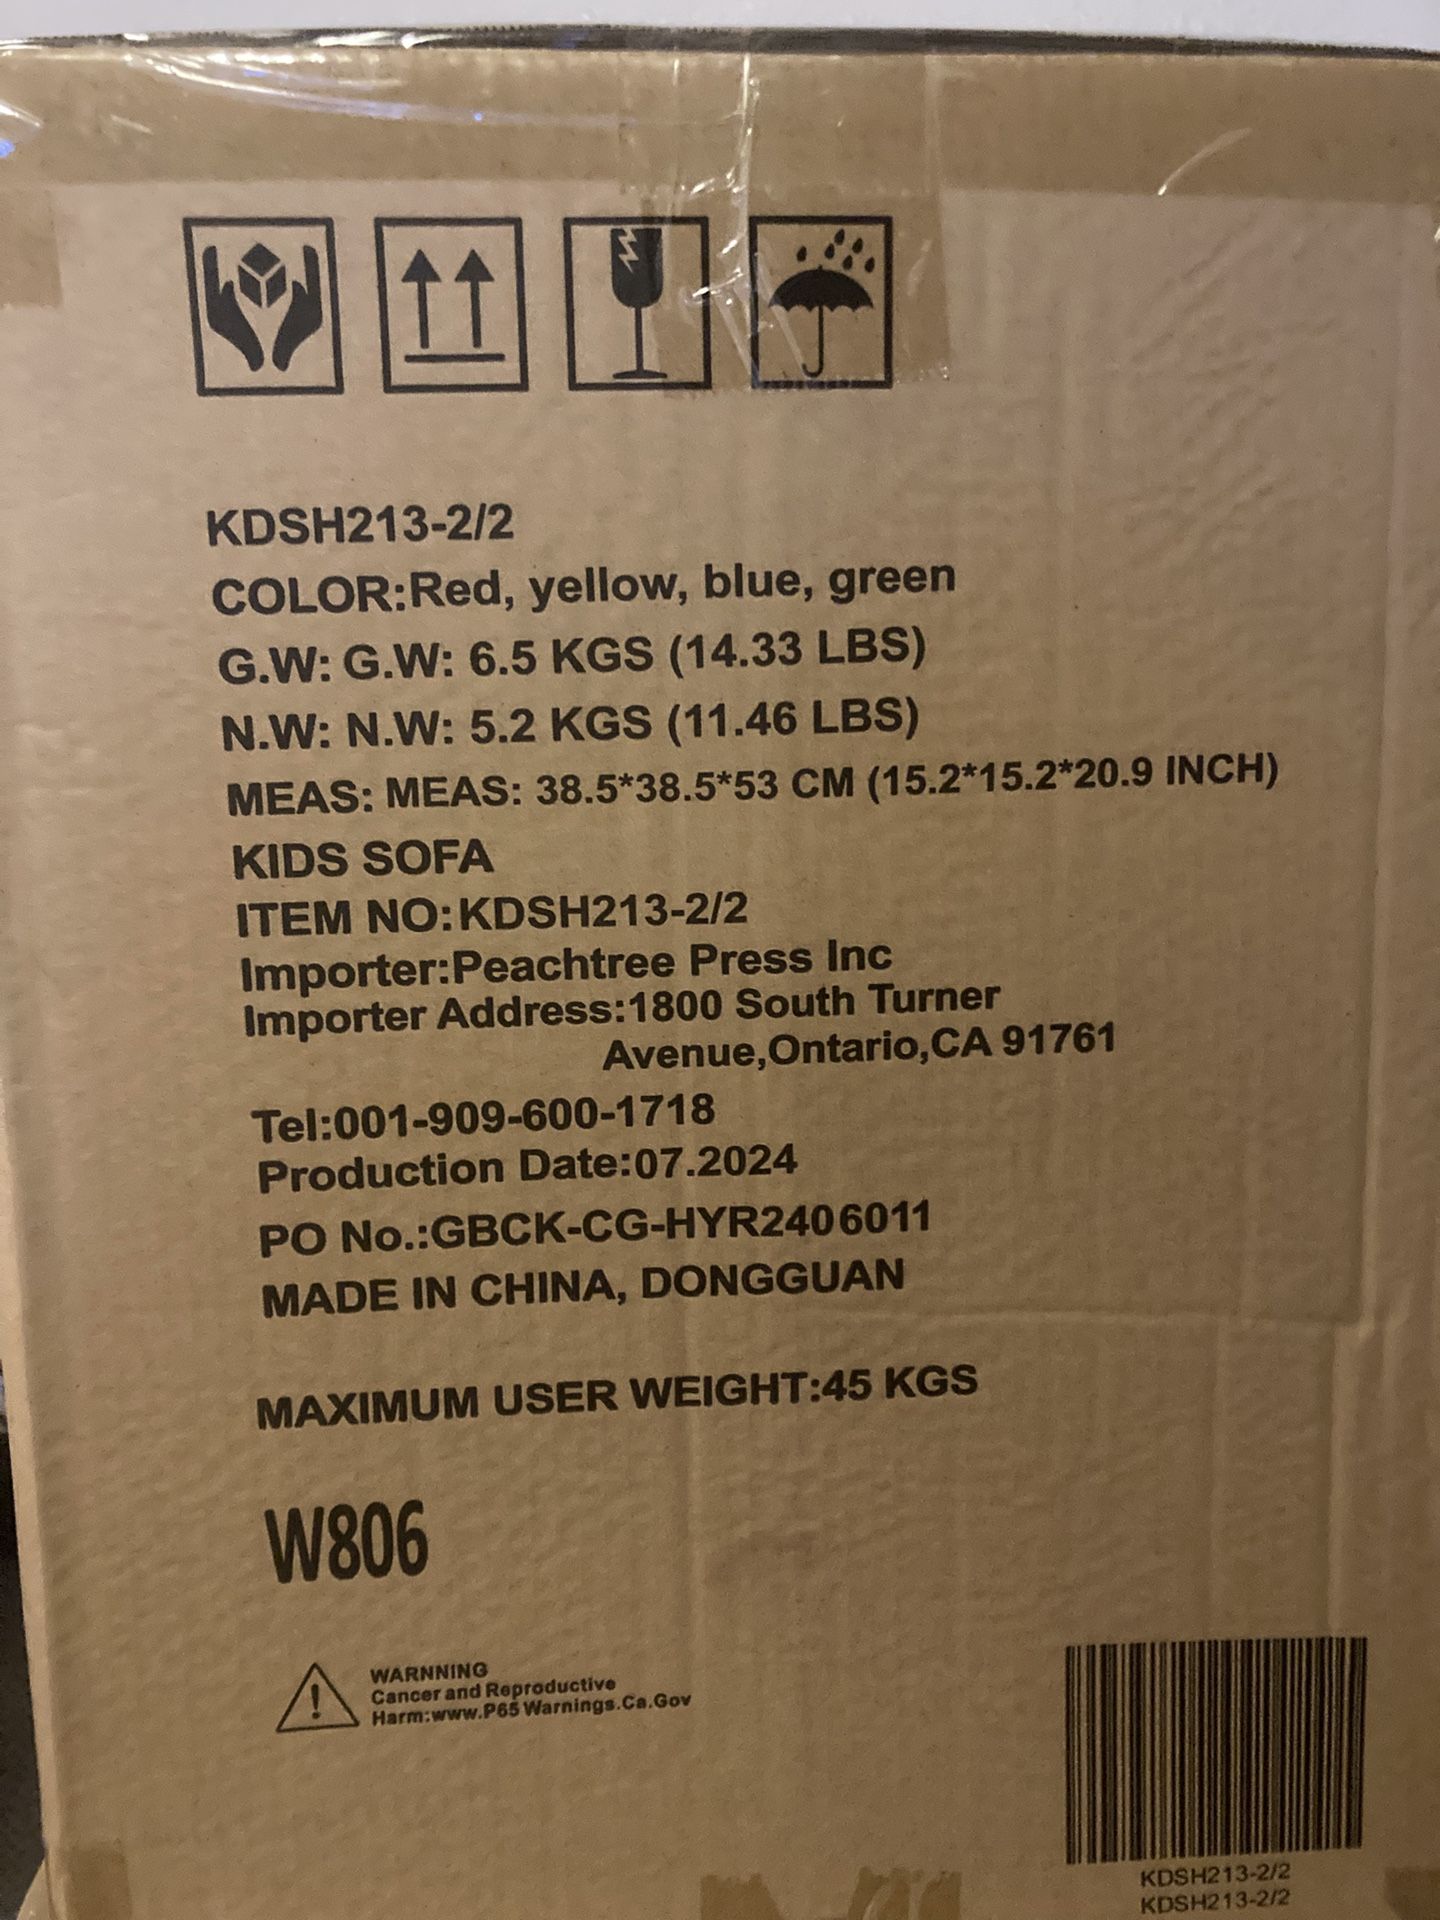 KDSH213-2/2
COLOR:Red, yellow, blue, green
G.W: G.W: 6.5 KGS (14.33 LBS)
N.W: N.W: 5.2 KGS (11.46 LBS)
MEAS: MEAS: 38.5*38.5*53 CM (15.2*15.2*20.9 INCH)
KIDS SOFA
ITEM NO:KDSH213-2/2
Importer:Peachtree Press Inc
Importer Address:1800 South Turner
Avenue,Ontario,CA 91761
Tel:001-909-600-1718
Production Date:07.2024
PO No.:GBCK-CG-HYR2406011
MADE IN CHINA, DONGGUAN
MAXIMUM USER WEIGHT:45 KGS
W806
WARNNING
Cancer and Reproductive
Harm:www.P65Warnings.Ca.Gov
KDSH213-2/2
KDSH213-2/2